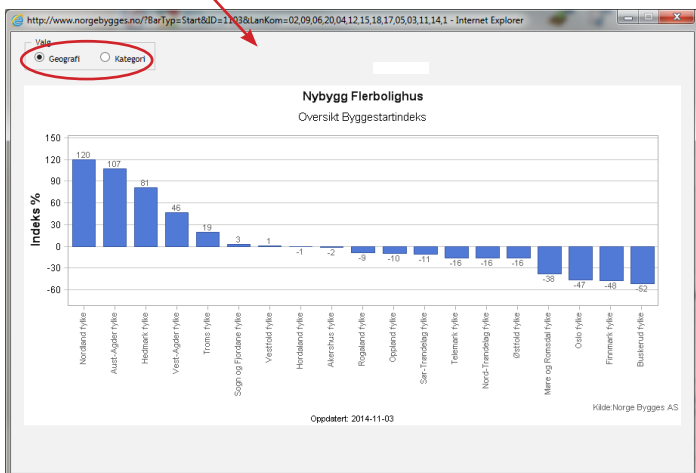 http://www.norgebygges.no/?BarTyp=Start&ID=1103&LanKom=02,09,06,20,04,12,15,18,17,05,03,11,14,1 - Internet Explorer
Valg
Geografi Kategori
Nybygg Flerbolighus
Oversikt Byggestartindeks
Indeks %
150
120
90
60
30
0
-30
-60
120
107
81
46
19
3
1
-1
-2
-9
-10
-11
-16
-16
-16
-38
-47
-48
-52
Nordland fylke
Aust-Agder fylke
Hedmark fylke
Vest-Agder fylke
Troms fylke
Sogn og Fjordane fylke
Vestfold fylke
Hordaland fylke
Akershus fylke
Rogaland fylke
Oppland fylke
Sør-Trøndelag fylke
Telemark fylke
Nord-Trøndelag fylke
Østfold fylke
Møre og Romsdal fylke
Oslo fylke
Finnmark fylke
Buskerud fylke
Kilde:Norge Bygges AS
Oppdatert: 2014-11-03